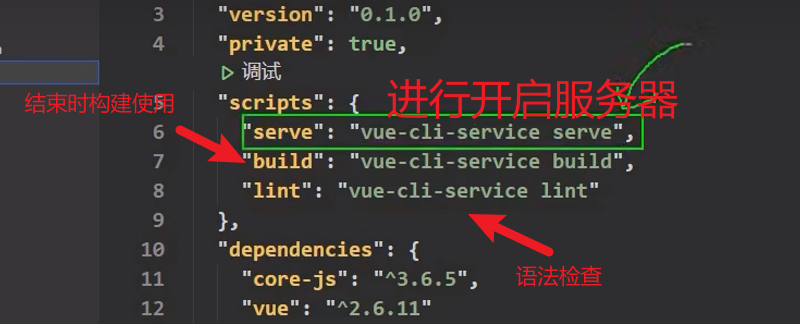 3 "version": "0.1.0",
4 "private": true,
调试
结束时构建使用
进行开启服务器
5 "scripts": {
6 "serve": "vue-cli-service serve",
7 "build": "vue-cli-service build",
8 "lint": "vue-cli-service lint"
9 },
语法检查
10 "dependencies": {
11 "core-js": "^3.6.5",
12 "vue": "^2.6.11"